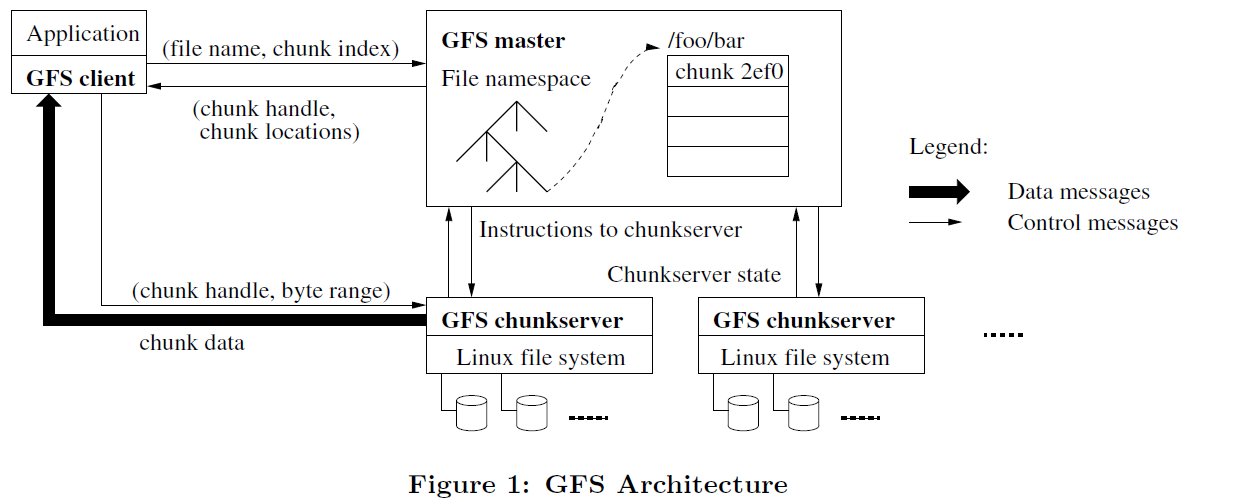 Application
GFS client
(file name, chunk index)
(chunk handle,
chunk locations)
GFS master
File namespace
/foo/bar
chunk 2ef0
Legend:
Data messages
Control messages
Instructions to chunkserver
Chunkserver state
(chunk handle, byte range)
chunk data
GFS chunkserver
Linux file system
GFS chunkserver
Linux file system
Figure 1: GFS Architecture